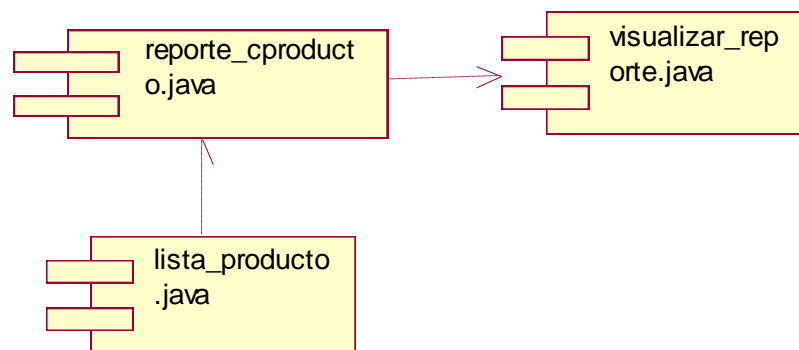 reporte_cproduct
o.java
visualizar_rep
orte.java
lista_producto
.java